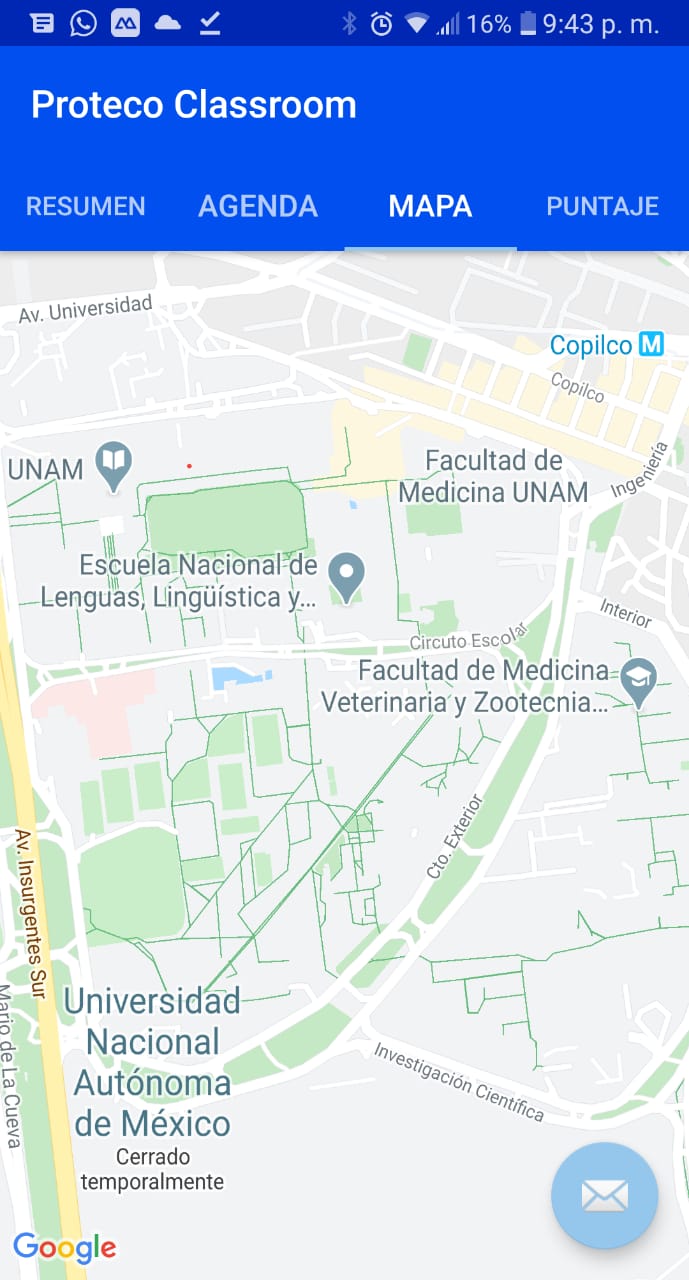 16% 9:43 p. m.
Proteco Classroom
RESUMEN AGENDA MAPA PUNTAJE
Av. Universidad
Copilco M
Copilco
UNAM
Facultad de
Medicina UNAM
Ingeniería
Escuela Nacional de
Lenguas, Lingüística y...
Interior
Circuto Escolar
Facultad de Medicina
Veterinaria y Zootecnia...
Cto. Exterior
Av. Insurgentes Sur
Mario de La Cueva
Universidad
Nacional
Autónoma
de México
Cerrado
temporalmente
Investigación Científica
Google